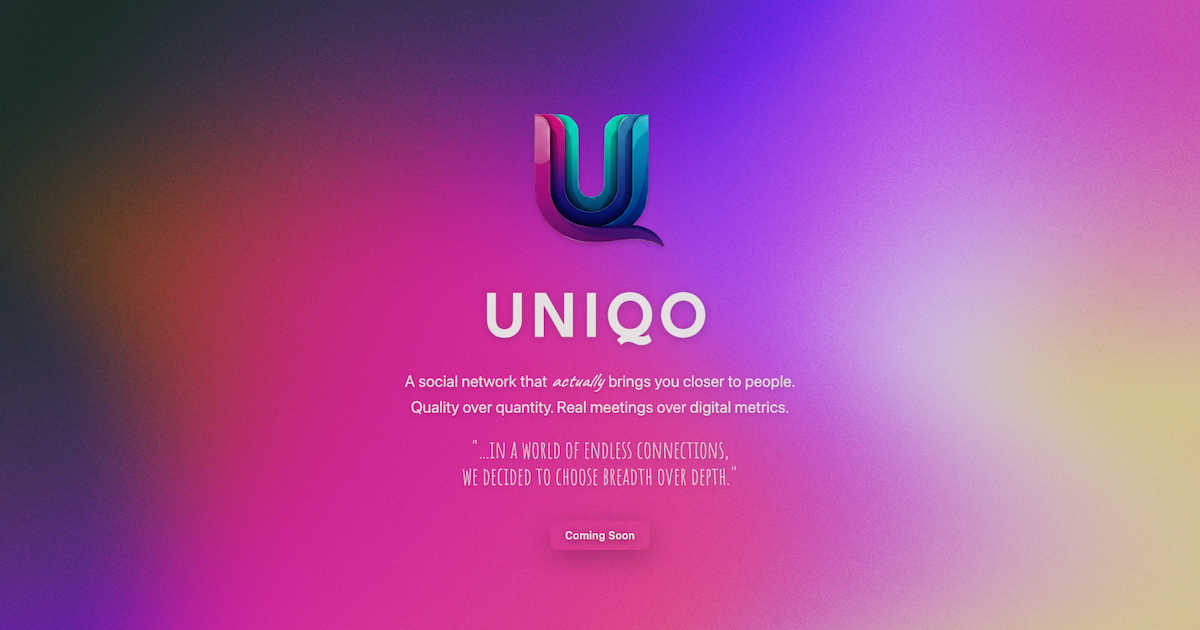 UNIQO
A social network that actually brings you closer to people.
Quality over quantity. Real meetings over digital metrics.
"...IN A WORLD OF ENDLESS CONNECTIONS,
WE DECIDED TO CHOOSE BREADTH OVER DEPTH."
Coming Soon